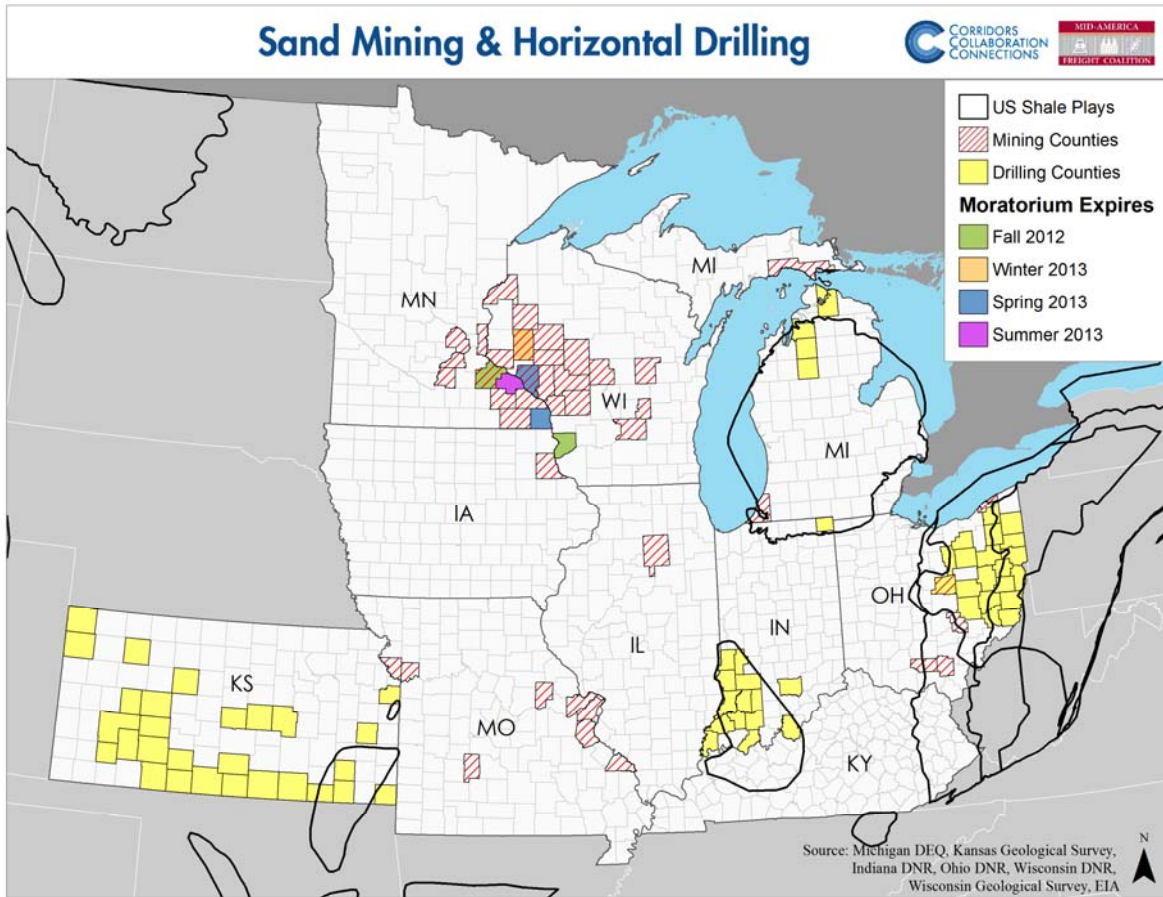 Sand Mining & Horizontal Drilling
CORRIDORS
COLLABORATION
CONNECTIONS
MID-AMERICA
FREIGHT COALITION
US Shale Plays
Mining Counties
Drilling Counties
Moratorium Expires
Fall 2012
Winter 2013
Spring 2013
Summer 2013
MN
MI
WI
MI
IA
IL
IN
OH
KS
MO
KY
Source: Michigan DEQ, Kansas Geological Survey,
Indiana DNR, Ohio DNR, Wisconsin DNR,
Wisconsin Geological Survey, EIA
N